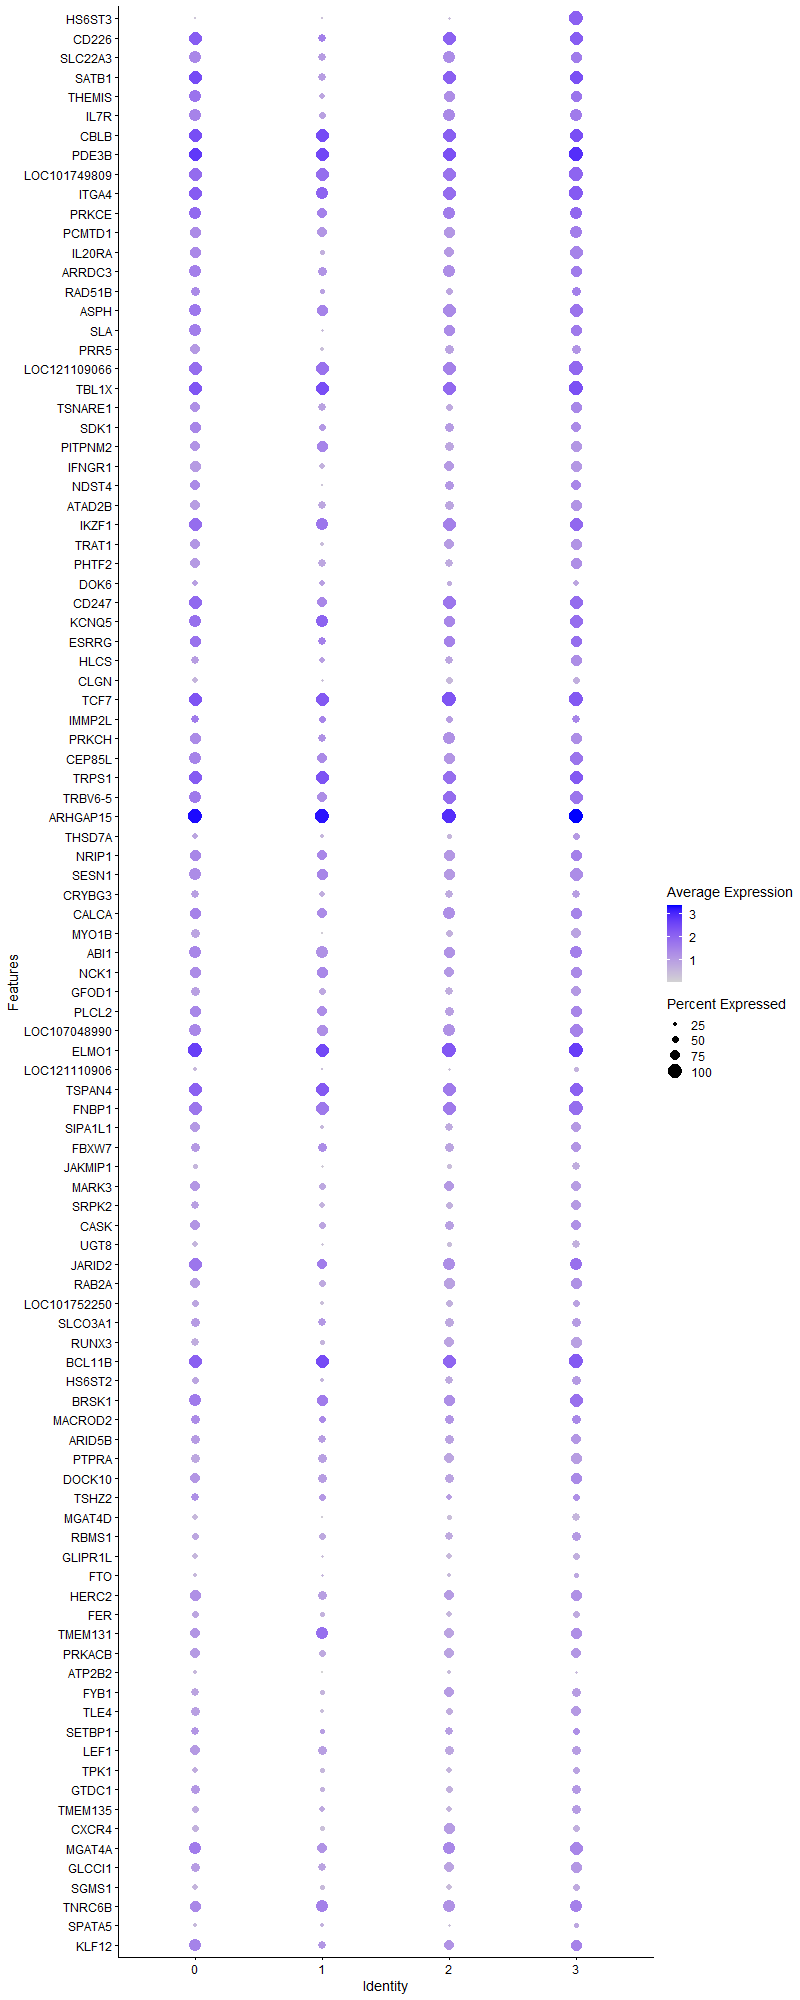 HS6ST3
CD226
SLC22A3
SATB1
THEMIS
IL7R
CBLB
PDE3B
LOC101749809
ITGA4
PRKCE
PCMTD1
IL20RA
ARRDC3
RAD51B
ASPH
SLA
PRR5
LOC121109066
TBL1X
TSNARE1
SDK1
PITPNM2
IFNGR1
NDST4
ATAD2B
IKZF1
TRAT1
PHTF2
DOK6
CD247
KCNQ5
ESRRG
HLCS
CLGN
TCF7
IMMP2L
PRKCH
CEP85L
TRPS1
TRBV6-5
ARHGAP15
THSD7A
NRIP1
SESN1
CRYBG3
CALCA
MYO1B
ABI1
NCK1
GFOD1
PLCL2
LOC107048990
ELMO1
LOC121110906
TSPAN4
FNBP1
SIPA1L1
FBXW7
JAKMIP1
MARK3
SRPK2
CASK
UGT8
JARID2
RAB2A
LOC101752250
SLCO3A1
RUNX3
BCL11B
HS6ST2
BRSK1
MACROD2
ARID5B
PTPRA
DOCK10
TSHZ2
MGAT4D
RBMS1
GLIPR1L
FTO
HERC2
FER
TMEM131
PRKACB
ATP2B2
FYB1
TLE4
SETBP1
LEF1
TPK1
GTDC1
TMEM135
CXCR4
MGAT4A
GLCCI1
SGMS1
TNRC6B
SPATA5
KLF12
Features
0 1 2 3
Identity
Average Expression
3
2
1
Percent Expressed
25
50
75
100